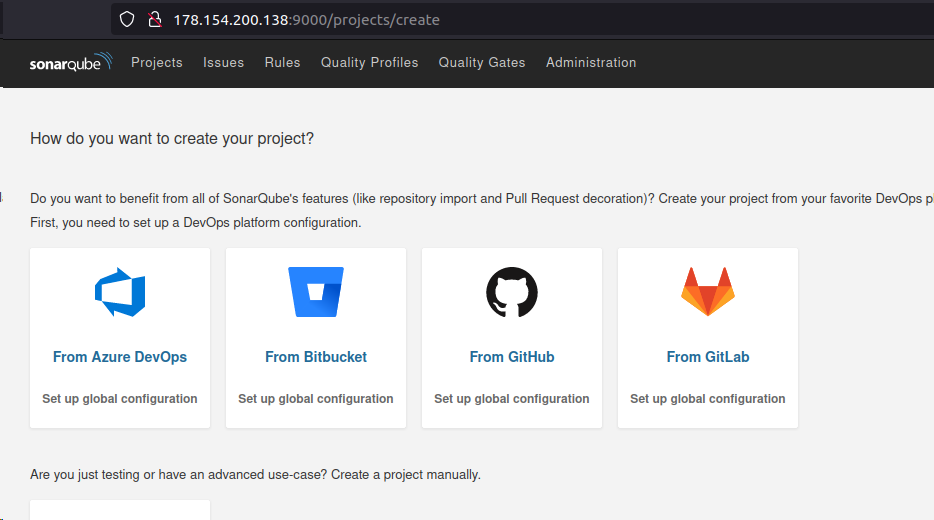 178.154.200.138:9000/projects/create
sonarqube Projects Issues Rules Quality Profiles Quality Gates Administration
How do you want to create your project?
Do you want to benefit from all of SonarQube's features (like repository import and Pull Request decoration)? Create your project from your favorite DevOps
First, you need to set up a DevOps platform configuration.
From Azure DevOps From Bitbucket From GitHub From GitLab
Set up global configuration Set up global configuration Set up global configuration Set up global configuration
Are you just testing or have an advanced use-case? Create a project manually.